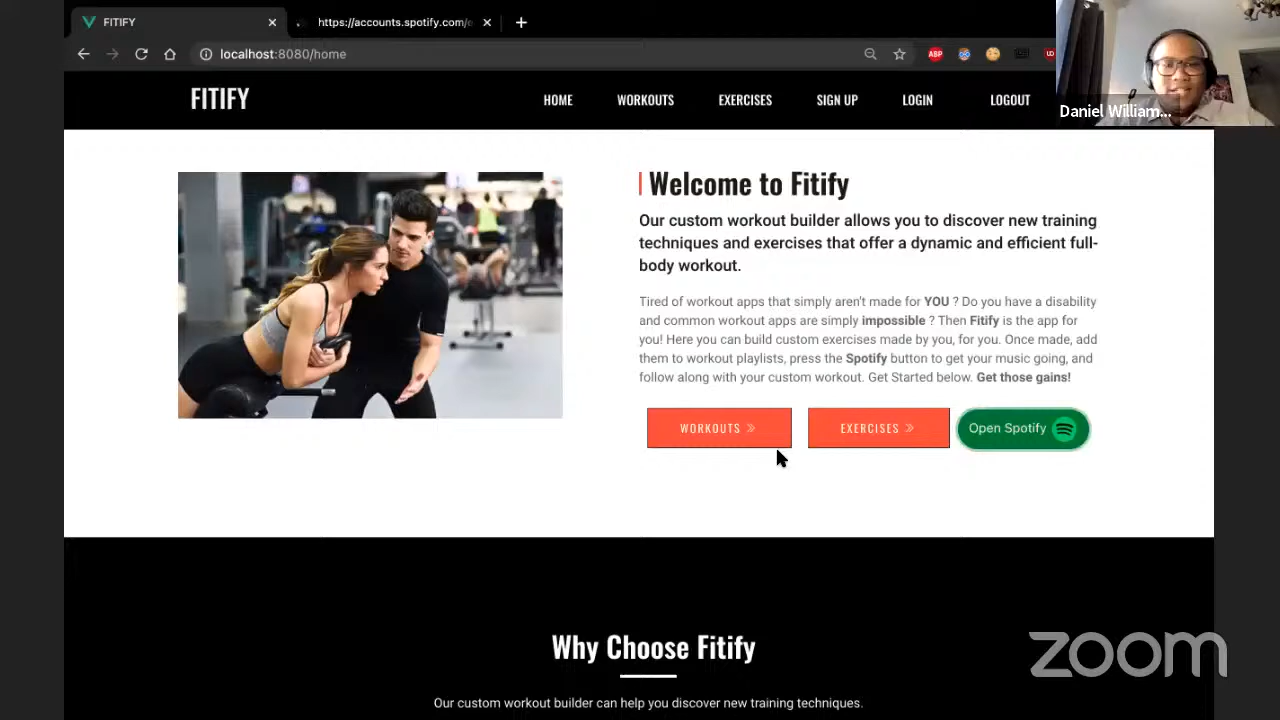 FITIFY
https://accounts.spotify.com/
localhost:8080/home
ABP
UD
FITIFY
HOME WORKOUTS EXERCISES SIGN UP LOGIN LOGOUT
Daniel William...
Welcome to Fitify
Our custom workout builder allows you to discover new training
techniques and exercises that offer a dynamic and efficient full-
body workout.
Tired of workout apps that simply aren't made for YOU ? Do you have a disability
and common workout apps are simply impossible ? Then Fitify is the app for
you! Here you can build custom exercises made by you, for you. Once made, add
them to workout playlists, press the Spotify button to get your music going, and
follow along with your custom workout. Get Started below. Get those gains!
WORKOUTS » EXERCISES » Open Spotify
Why Choose Fitify
Our custom workout builder can help you discover new training techniques.
zoom